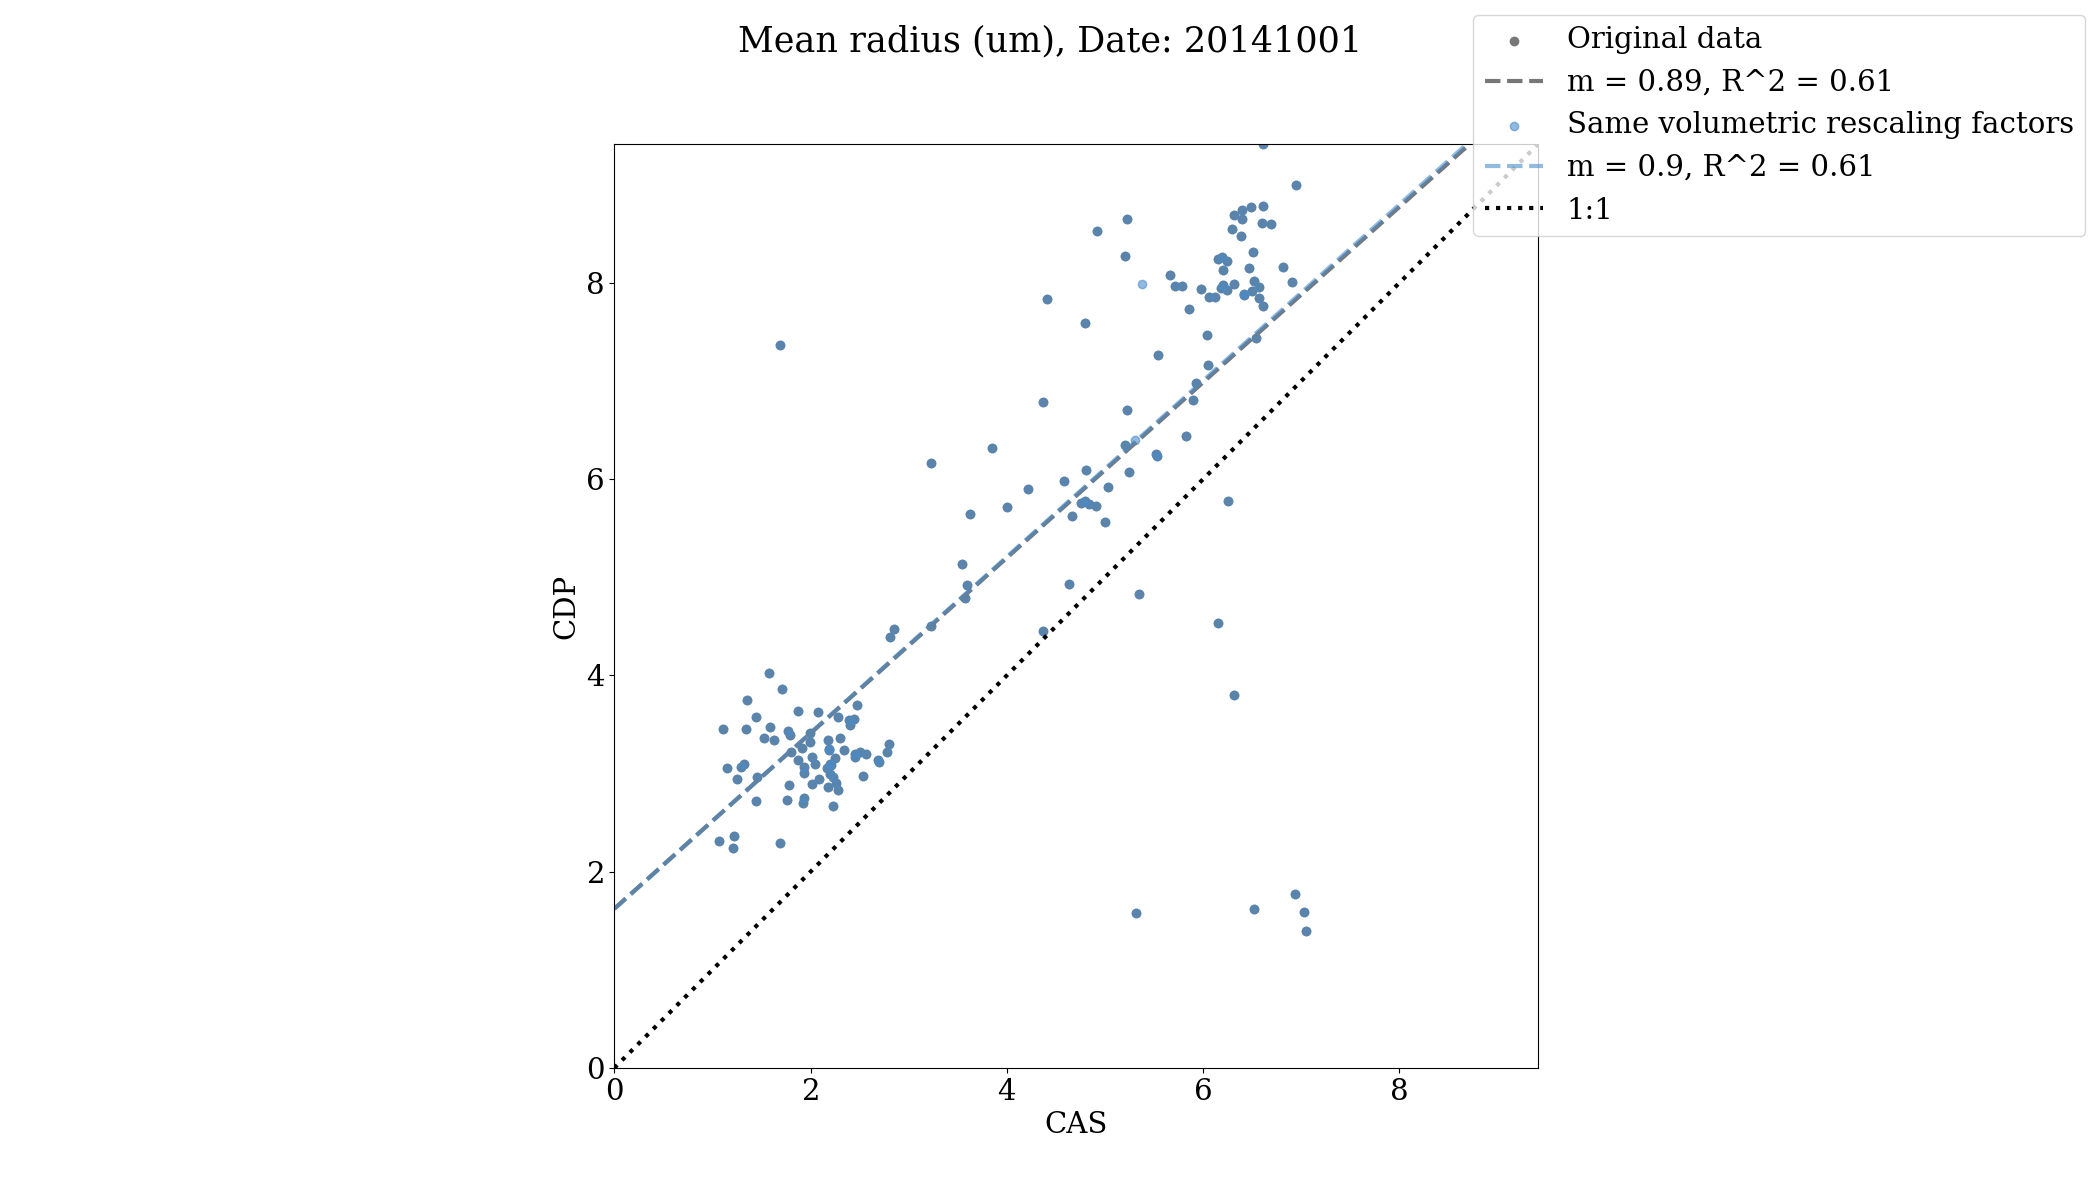 Mean radius (um), Date: 20141001
Original data
m = 0.89, R^2 = 0.61
Same volumetric rescaling factors
m = 0.9, R^2 = 0.61
1:1
8
6
4
2
0
CDP
0 2 4 6 8
CAS